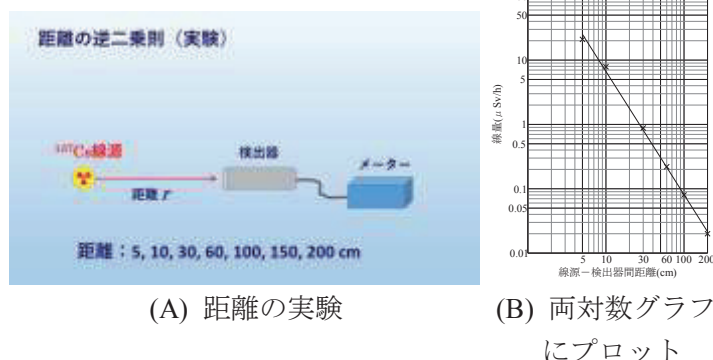 距離の逆二乗則（実験）
¹³⁷Cs線源
検出器
メーター
距離 r
距離：5, 10, 30, 60, 100, 150, 200 cm
(A) 距離の実験
線量(μ Sv/h)
50
10
5
1
0.5
0.1
0.05
0.01
5 10 30 60 100 200
線源－検出器間距離(cm)
(B) 両対数グラフ
にプロット